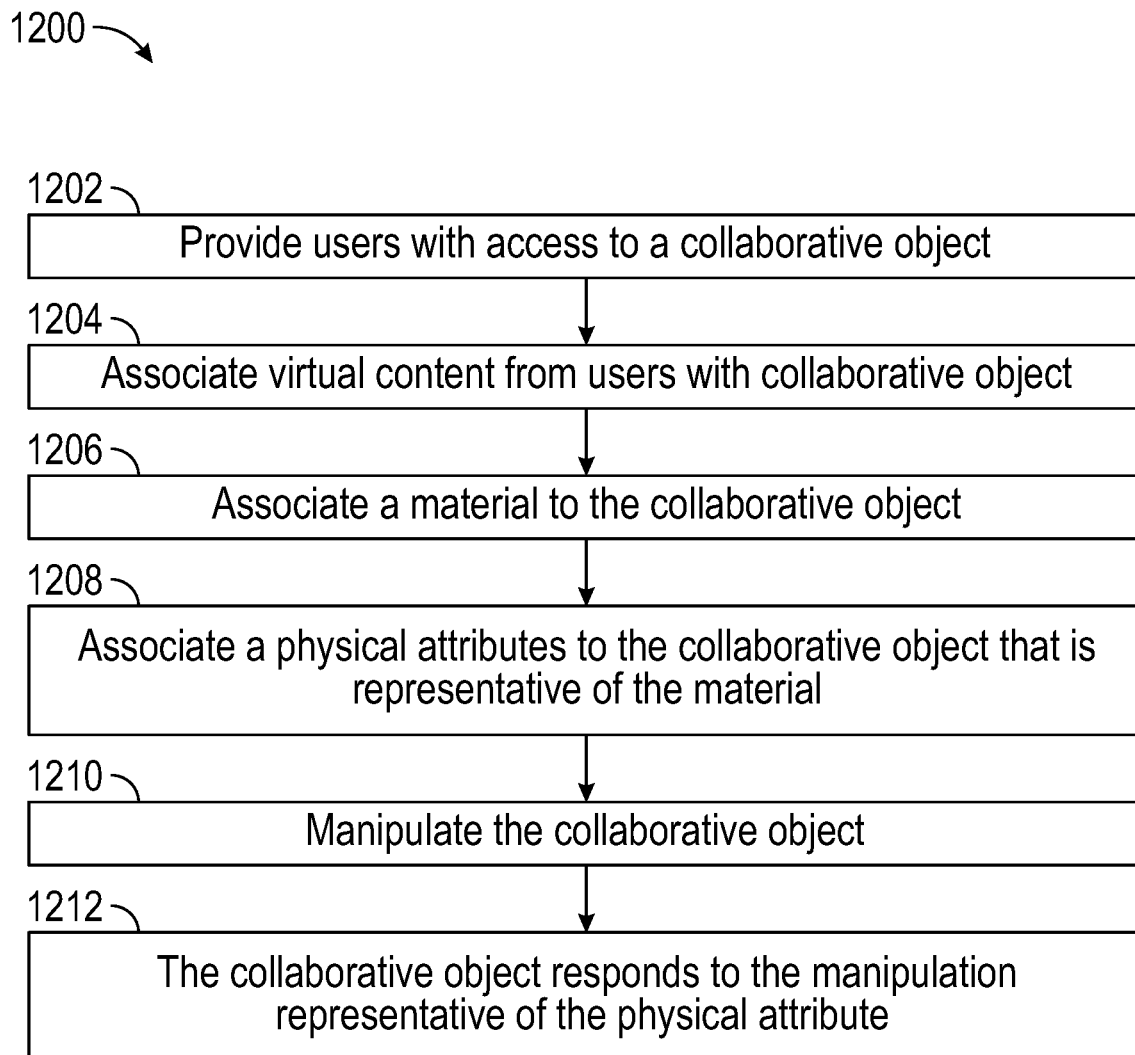 1200
1202
Provide users with access to a collaborative object
1204
Associate virtual content from users with collaborative object
1206
Associate a material to the collaborative object
1208
Associate a physical attributes to the collaborative object that is
representative of the material
1210
Manipulate the collaborative object
1212
The collaborative object responds to the manipulation
representative of the physical attribute